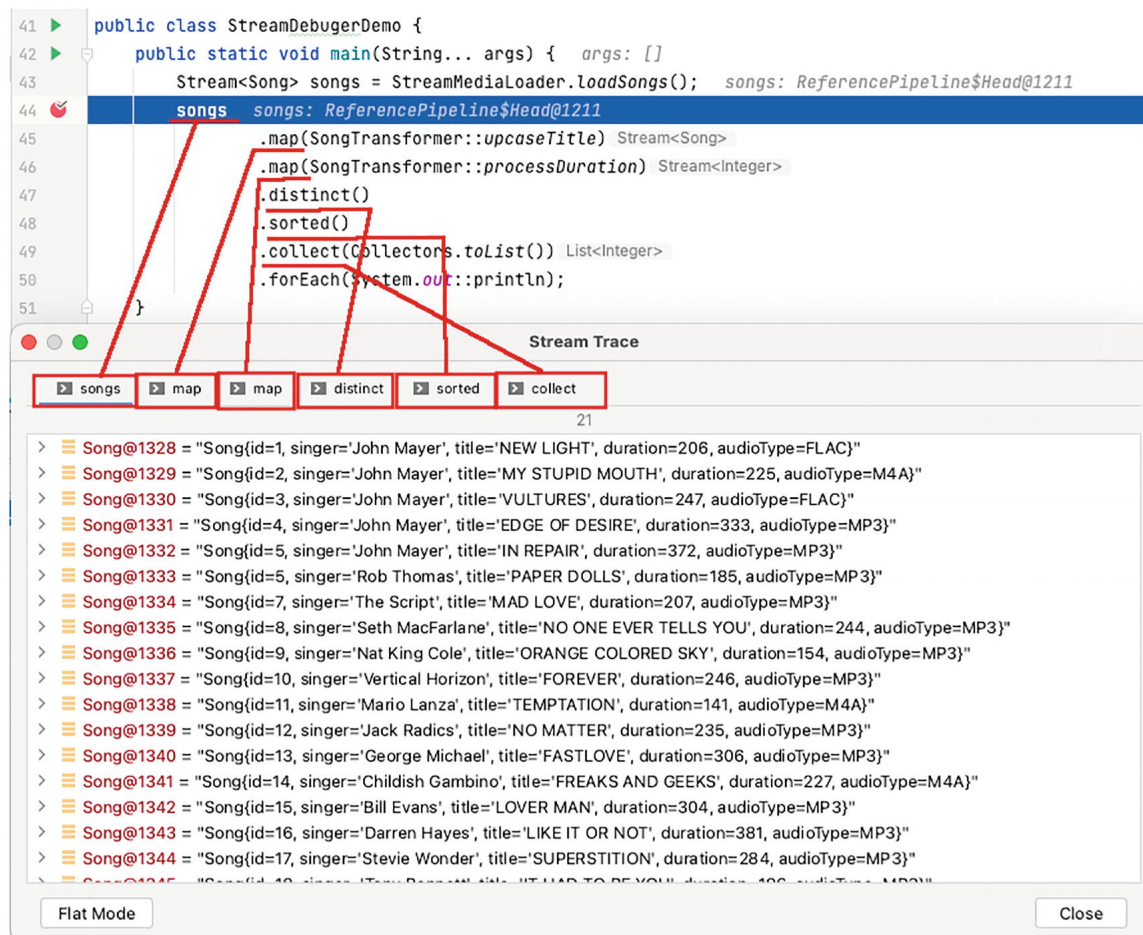 41 public class StreamDebugerDemo {
42 public static void main(String... args) { args: []
43 Stream<Song> songs = StreamMediaLoader.loadSongs(); songs: ReferencePipeline$Head@1211
44 songs songs: ReferencePipeline$Head@1211
45 .map(SongTransformer::upcaseTitle) Stream<Song>
46 .map(SongTransformer::processDuration) Stream<Integer>
47 .distinct()
48 .sorted()
49 .collect(Collectors.toList()) List<Integer>
50 .forEach(System.out::println);
51 }
Stream Trace
songs map map distinct sorted collect
21
Song@1328 = "Song{id=1, singer='John Mayer', title='NEW LIGHT', duration=206, audioType=FLAC}"
Song@1329 = "Song{id=2, singer='John Mayer', title='MY STUPID MOUTH', duration=225, audioType=M4A}"
Song@1330 = "Song{id=3, singer='John Mayer', title='VULTURES', duration=247, audioType=FLAC}"
Song@1331 = "Song{id=4, singer='John Mayer', title='EDGE OF DESIRE', duration=333, audioType=MP3}"
Song@1332 = "Song{id=5, singer='John Mayer', title='IN REPAIR', duration=372, audioType=MP3}"
Song@1333 = "Song{id=5, singer='Rob Thomas', title='PAPER DOLLS', duration=185, audioType=MP3}"
Song@1334 = "Song{id=7, singer='The Script', title='MAD LOVE', duration=207, audioType=MP3}"
Song@1335 = "Song{id=8, singer='Seth MacFarlane', title='NO ONE EVER TELLS YOU', duration=244, audioType=MP3}"
Song@1336 = "Song{id=9, singer='Nat King Cole', title='ORANGE COLORED SKY', duration=154, audioType=MP3}"
Song@1337 = "Song{id=10, singer='Vertical Horizon', title='FOREVER', duration=246, audioType=MP3}"
Song@1338 = "Song{id=11, singer='Mario Lanza', title='TEMPTATION', duration=141, audioType=M4A}"
Song@1339 = "Song{id=12, singer='Jack Radics', title='NO MATTER', duration=235, audioType=MP3}"
Song@1340 = "Song{id=13, singer='George Michael', title='FASTLOVE', duration=306, audioType=MP3}"
Song@1341 = "Song{id=14, singer='Childish Gambino', title='FREAKS AND GEEKS', duration=227, audioType=M4A}"
Song@1342 = "Song{id=15, singer='Bill Evans', title='LOVER MAN', duration=304, audioType=MP3}"
Song@1343 = "Song{id=16, singer='Darren Hayes', title='LIKE IT OR NOT', duration=381, audioType=MP3}"
Song@1344 = "Song{id=17, singer='Stevie Wonder', title='SUPERSTITION', duration=284, audioType=MP3}"
Flat Mode Close